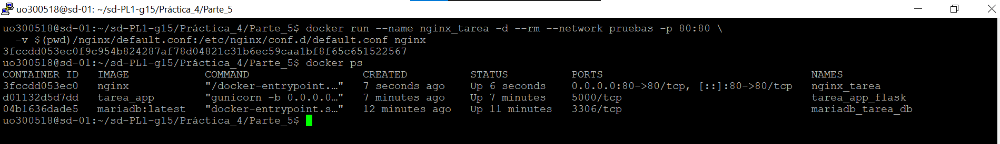 uo300518@sd-01: ~/sd-PL1-g15/Práctica_4/Parte_5
uo300518@sd-01:~/sd-PL1-g15/Práctica_4/Parte_5$ docker run --name nginx_tarea -d --rm --network pruebas -p 80:80 \
  -v $(pwd)/nginx/default.conf:/etc/nginx/conf.d/default.conf nginx
3fccdd053ec0f9c954b824287af78d04821c31b6ec59caa1bf8f65c651522567
uo300518@sd-01:~/sd-PL1-g15/Práctica_4/Parte_5$ docker ps
CONTAINER ID   IMAGE            COMMAND                  CREATED          STATUS          PORTS                                 NAMES
3fccdd053ec0   nginx            "/docker-entrypoint.…"   7 seconds ago    Up 6 seconds    0.0.0.0:80->80/tcp, [::]:80->80/tcp   nginx_tarea
d01132d5d7dd   tarea_app        "gunicorn -b 0.0.0.0…"   7 minutes ago    Up 7 minutes    5000/tcp                              tarea_app_flask
04b1636dade5   mariadb:latest   "docker-entrypoint.s…"   12 minutes ago   Up 11 minutes   3306/tcp                              mariadb_tarea_db
uo300518@sd-01:~/sd-PL1-g15/Práctica_4/Parte_5$